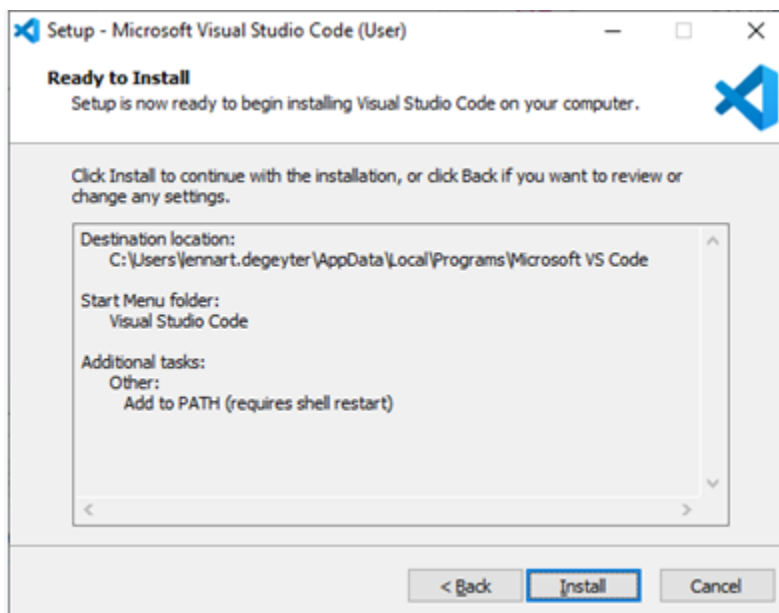 Setup - Microsoft Visual Studio Code (User)
Ready to Install
Setup is now ready to begin installing Visual Studio Code on your computer.
Click Install to continue with the installation, or click Back if you want to review or
change any settings.
Destination location:
C:\Users\lennart.degeyter\AppData\Local\Programs\Microsoft VS Code
Start Menu folder:
Visual Studio Code
Additional tasks:
Other:
Add to PATH (requires shell restart)
< Back
Install
Cancel